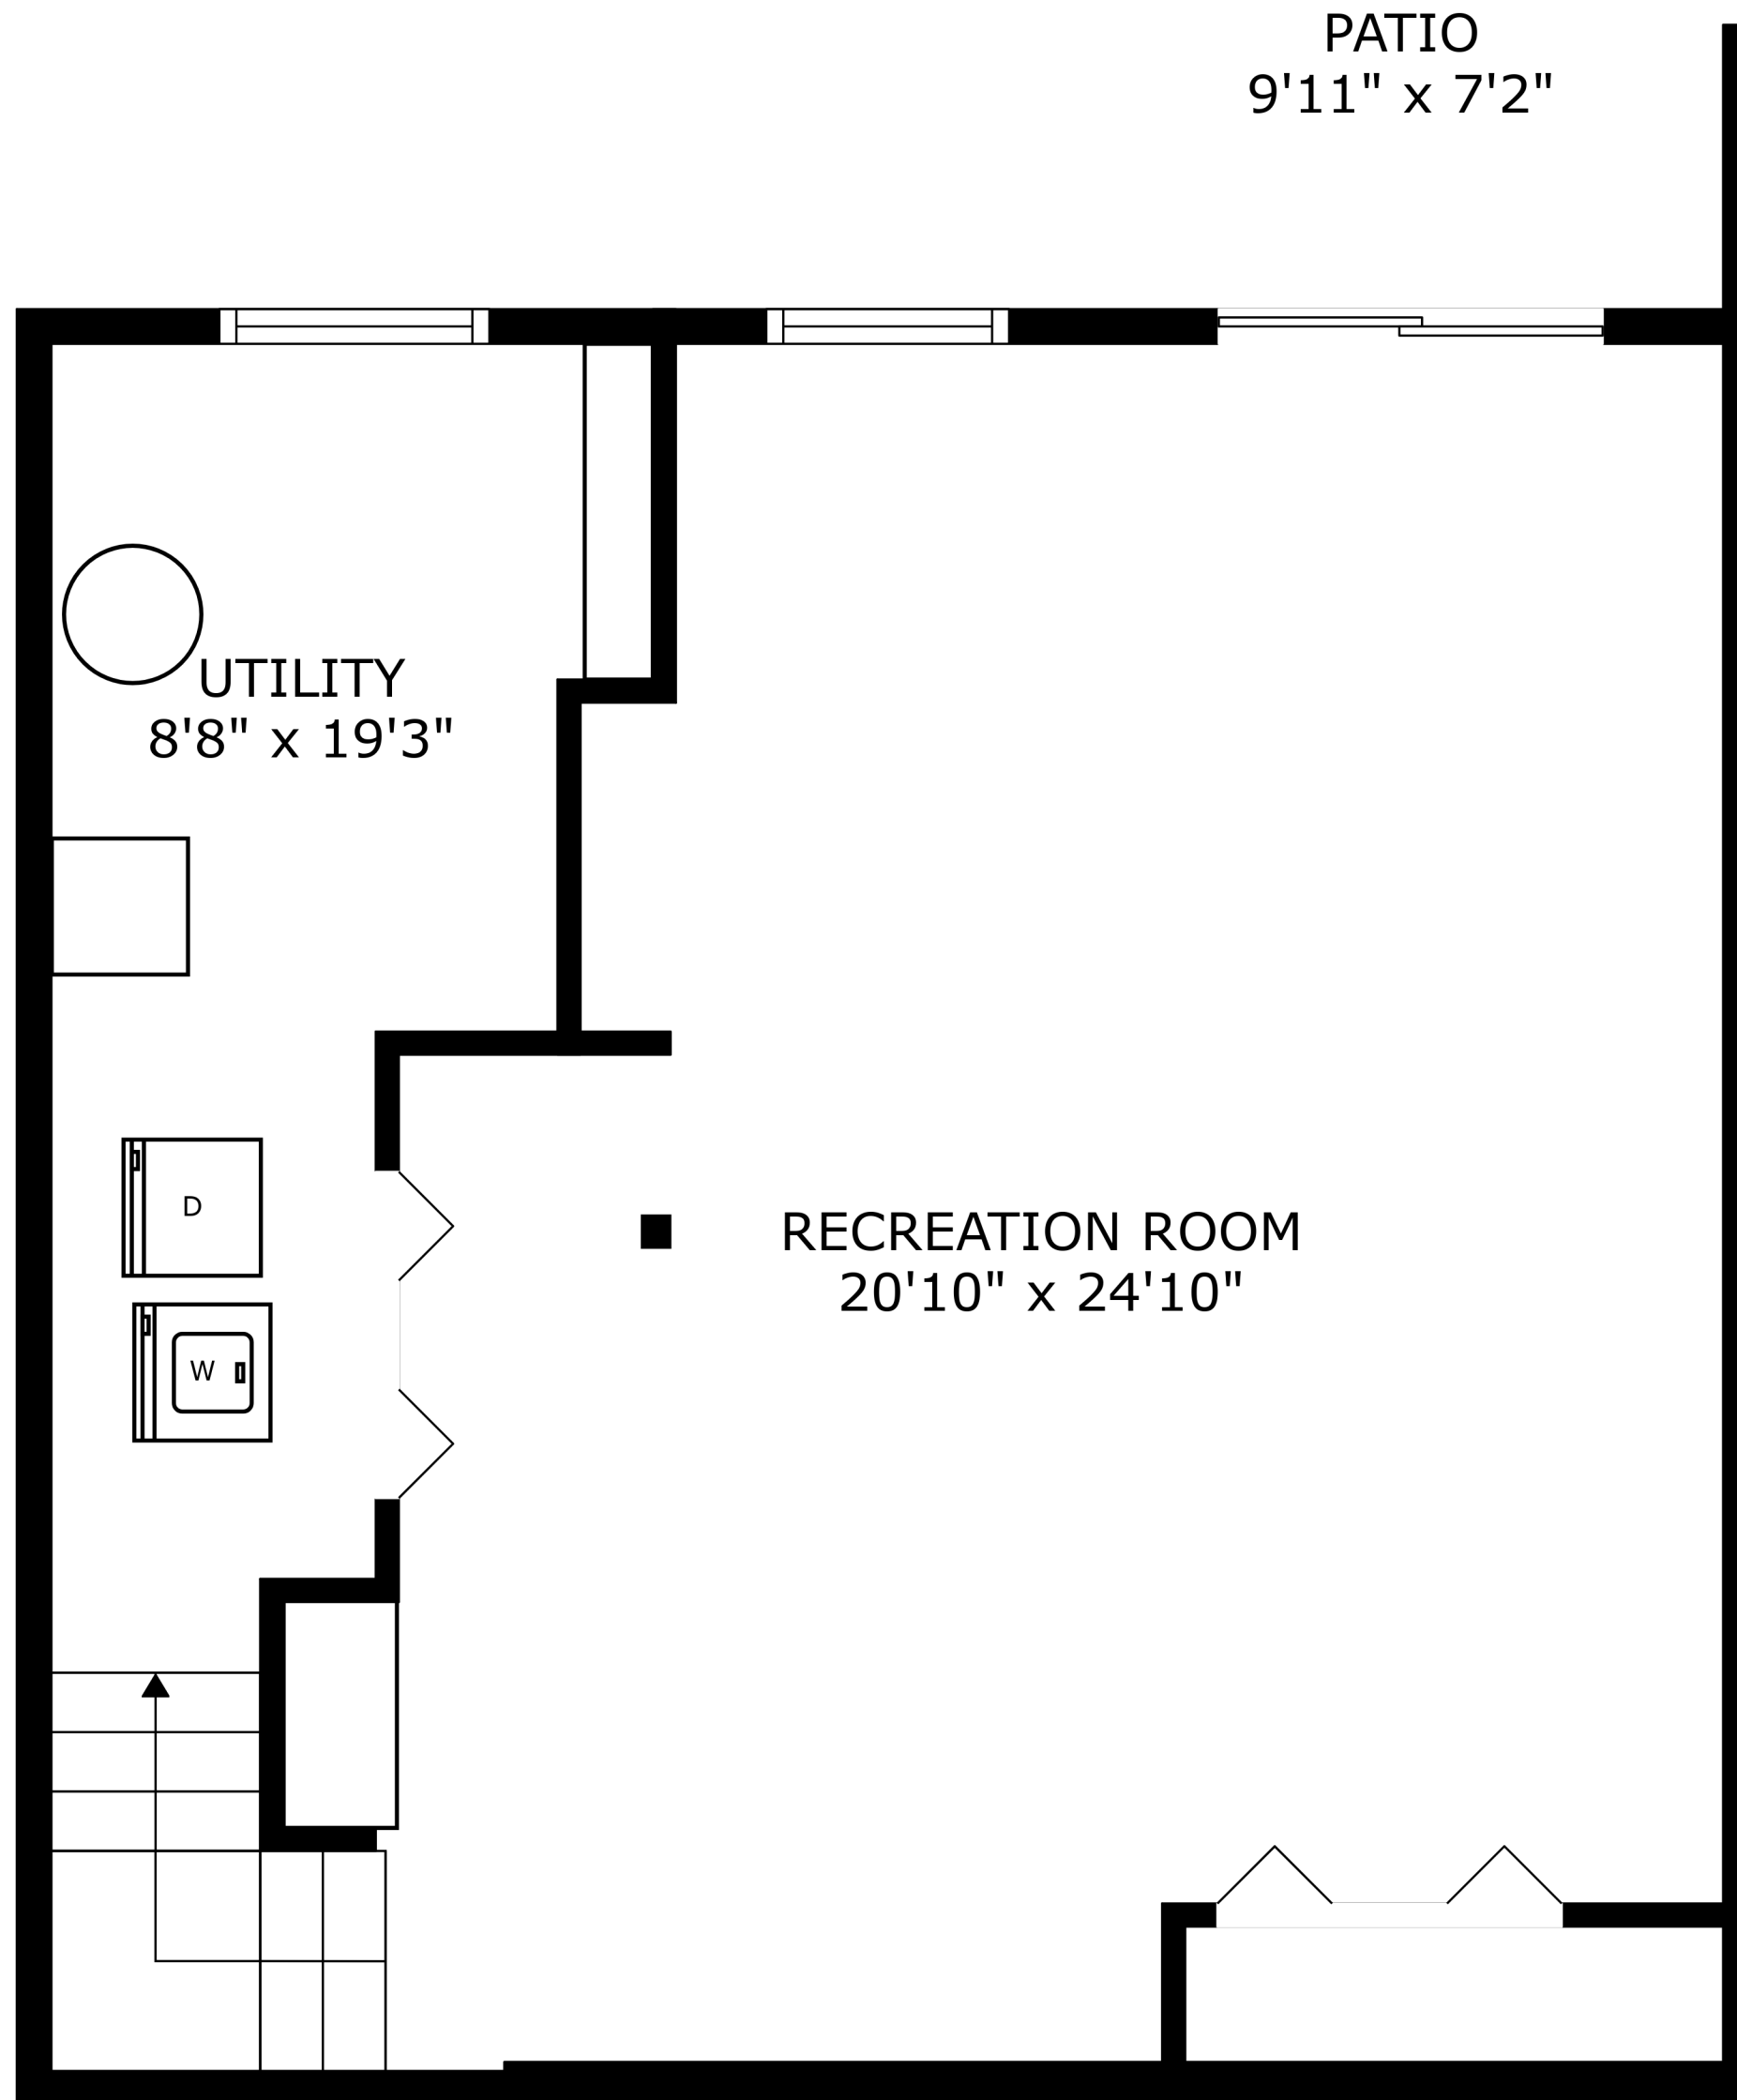 PATIO
9'11" x 7'2"
UTILITY
8'8" x 19'3"
D
RECREATION ROOM
20'10" x 24'10"
W